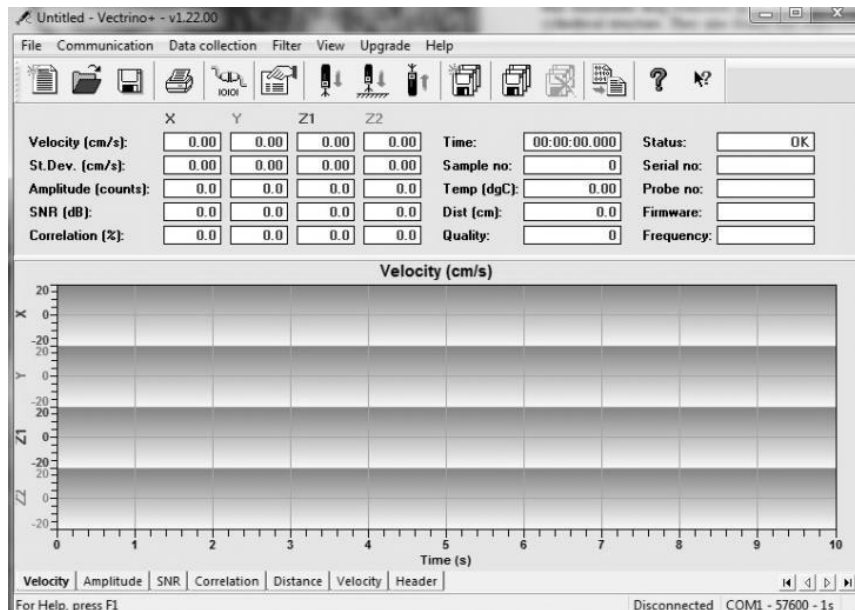 Untitled - Vectrino+ - v1.22.00
File Communication Data collection Filter View Upgrade Help
IOIOI
X Y Z1 Z2
Velocity (cm/s): 0.00 0.00 0.00 0.00 Time: 00:00:00.000 Status: OK
St.Dev. (cm/s): 0.00 0.00 0.00 0.00 Sample no: 0 Serial no:
Amplitude (counts): 0.0 0.0 0.0 0.0 Temp (dgC): 0.00 Probe no:
SNR (dB): 0.0 0.0 0.0 0.0 Dist (cm): 0.0 Firmware:
Correlation (%): 0.0 0.0 0.0 0.0 Quality: 0 Frequency:
Velocity (cm/s)
20
X 0
-20
20
Y 0
-20
20
Z1 0
-20
20
Z2 0
-20
0 1 2 3 4 5 6 7 8 9 10
Time (s)
Velocity Amplitude SNR Correlation Distance Velocity Header
For Help, press F1 Disconnected COM1 - 57600 - 1s